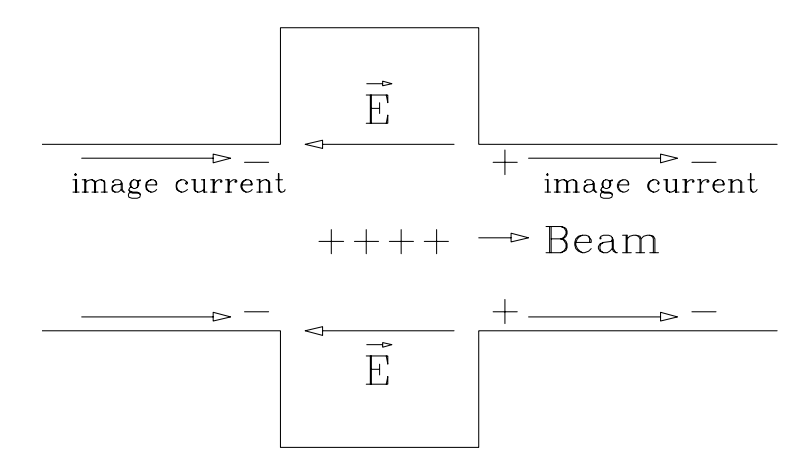 E
− + −
image current image current
++++ Beam
− + −
E